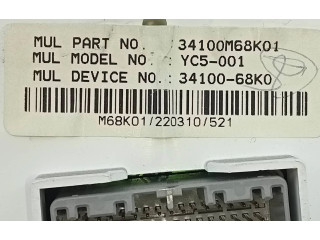 MUL PART NO. : 34100M68K01
MUL MODEL NO. : YC5-001
MUL DEVICE NO.: 34100-68K0
M68K01/220310/521